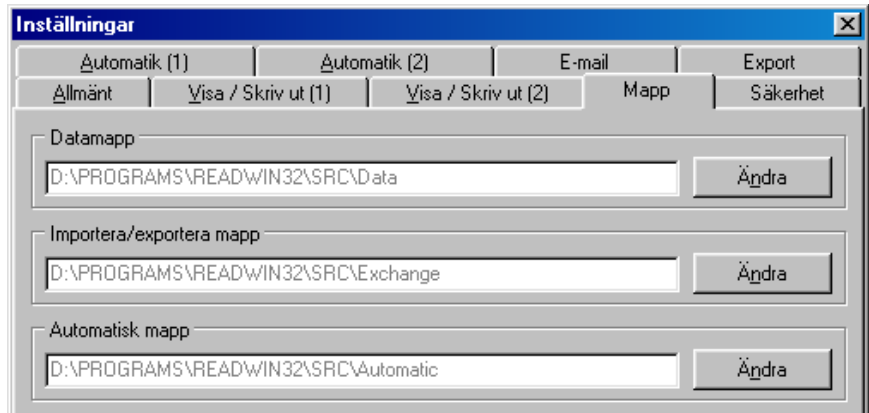 Inställningar
Automatik (1) Automatik (2) E-mail Export
Allmänt Visa / Skriv ut (1) Visa / Skriv ut (2) Mapp Säkerhet
Datamapp
D:\PROGRAMS\READWIN32\SRC\Data Ändra
Importera/exportera mapp
D:\PROGRAMS\READWIN32\SRC\Exchange Ändra
Automatisk mapp
D:\PROGRAMS\READWIN32\SRC\Automatic Ändra